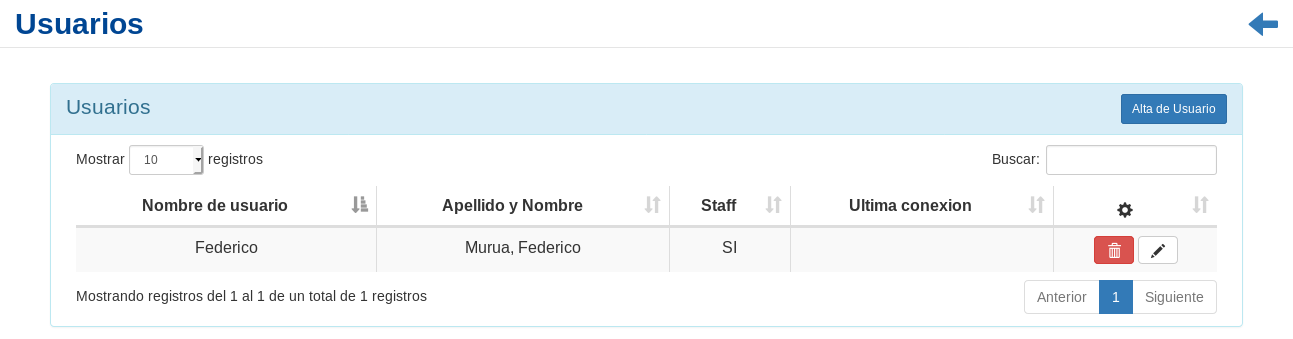 Usuarios
Usuarios
Alta de Usuario
Mostrar 10 registros
Buscar:
Nombre de usuario Apellido y Nombre Staff Ultima conexion
Federico Murua, Federico SI
Mostrando registros del 1 al 1 de un total de 1 registros
Anterior 1 Siguiente